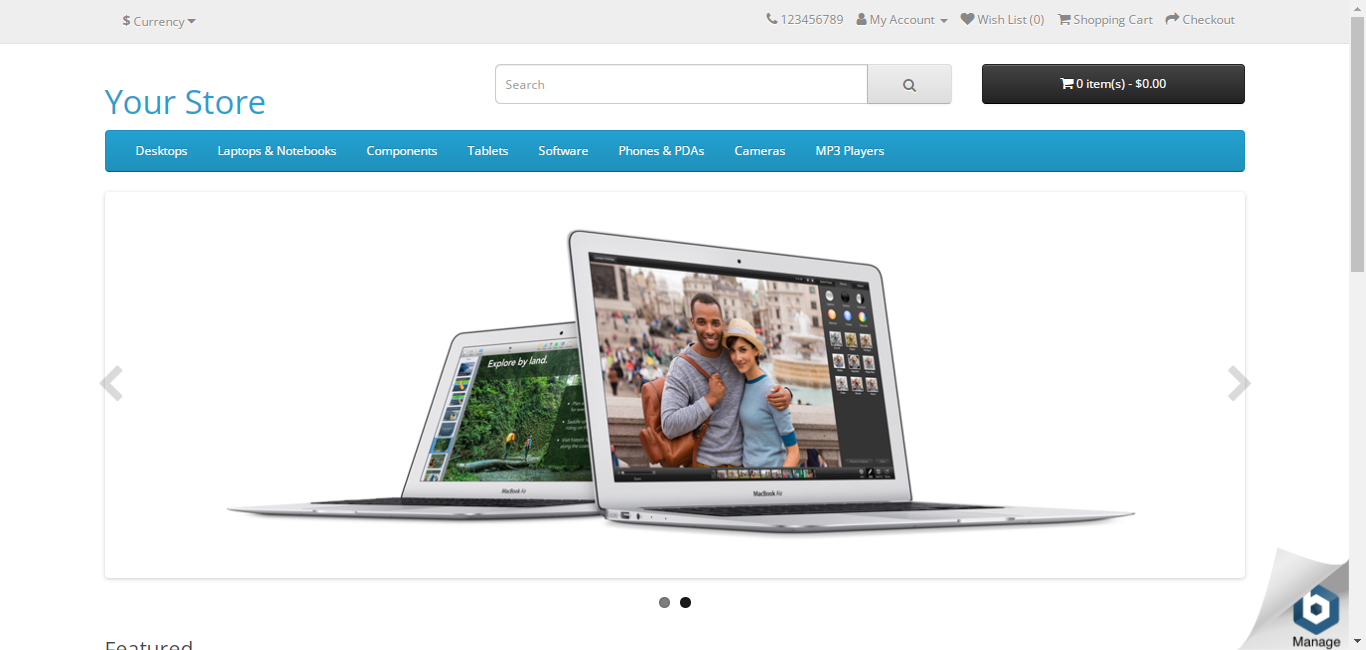 $ Currency
123456789 My Account Wish List (0) Shopping Cart Checkout
Your Store
Search
0 item(s) - $0.00
Desktops Laptops & Notebooks Components Tablets Software Phones & PDAs Cameras MP3 Players
Explore by land.
MacBook Air
MacBook Air
Featured
Manage